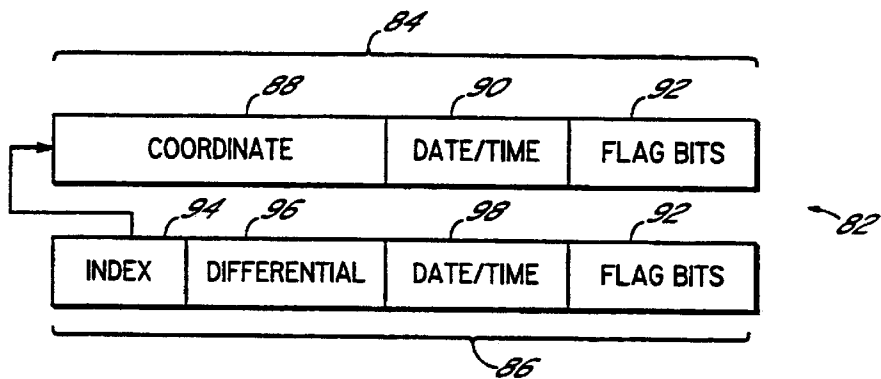 84
88 90 92
COORDINATE DATE/TIME FLAG BITS
94 96 98 92
82
INDEX DIFFERENTIAL DATE/TIME FLAG BITS
86